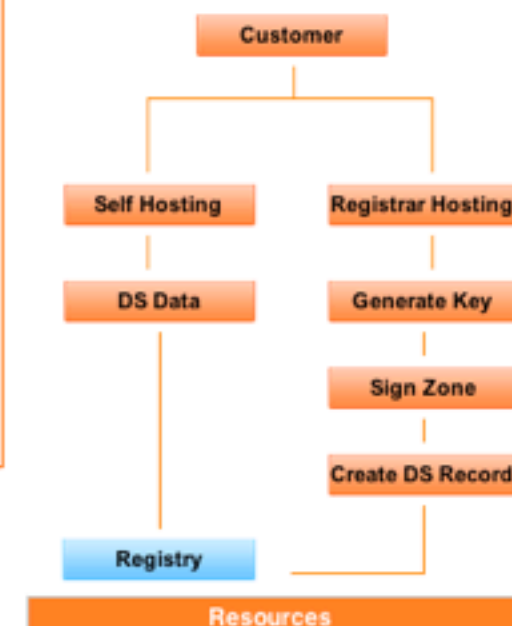 Customer
Self Hosting
Registrar Hosting
DS Data
Generate Key
Sign Zone
Create DS Record
Registry
Resources